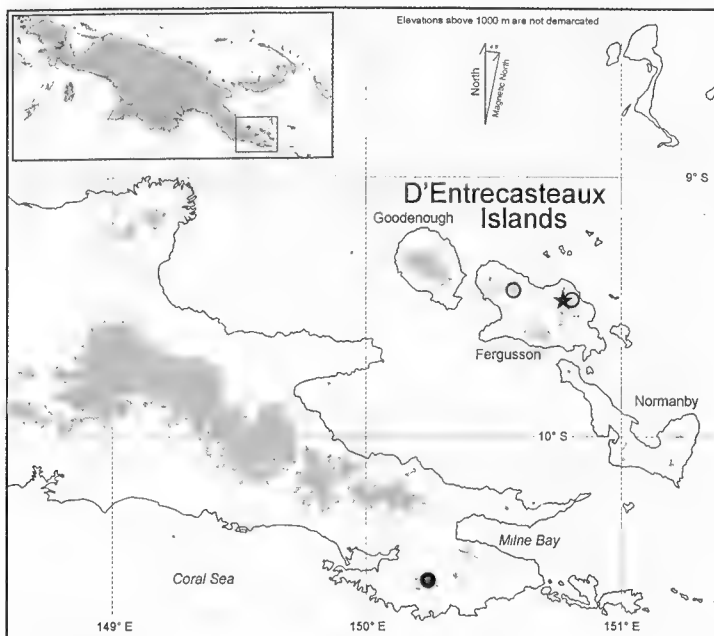 Elevations above 1000 m are not demarcated
North
Magnetic North
9° S
D'Entrecasteaux
Islands
Goodenough
Fergusson
Normanby
10° S
Milne Bay
Coral Sea
149° E
150° E
151° E